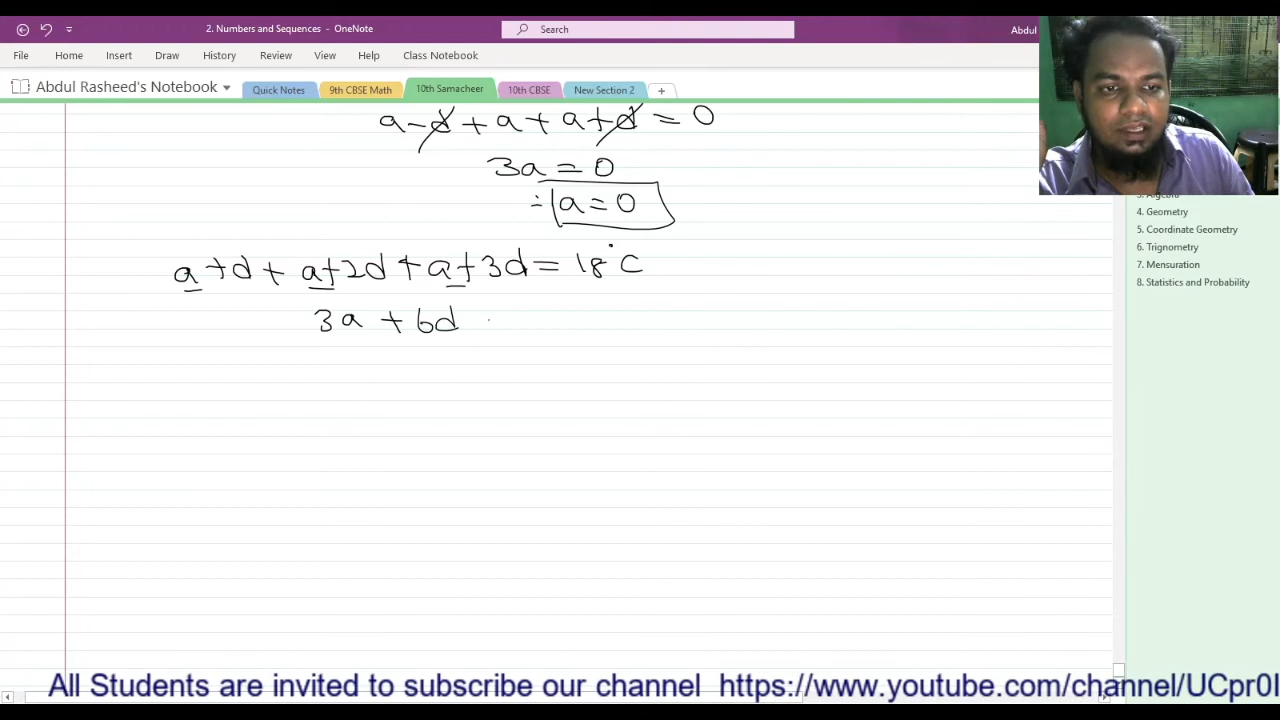 2. Numbers and Sequences - OneNote
Search
Abdul
File Home Insert Draw History Review View Help Class Notebook
Abdul Rasheed's Notebook
Quick Notes 9th CBSE Math 10th Samacheer 10th CBSE New Section 2 +
a-d + a + a+d = 0
3a = 0
∴ a = 0
a+d + a+2d + a+3d = 18°C
3a + 6d
3. Algebra
4. Geometry
5. Coordinate Geometry
6. Trignometry
7. Mensuration
8. Statistics and Probability
All Students are invited to subscribe our channel https://www.youtube.com/channel/UCpr0I